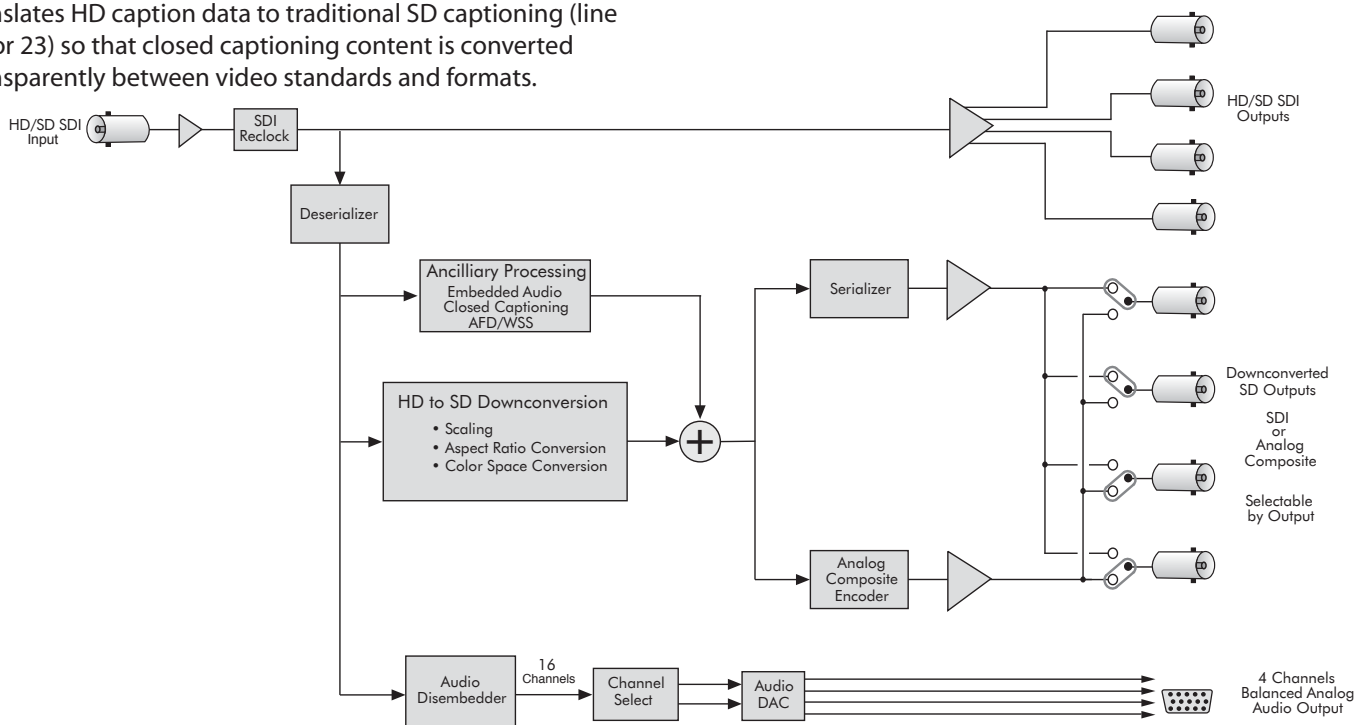 nslates HD caption data to traditional SD captioning (line
or 23) so that closed captioning content is converted
nsparently between video standards and formats.
HD/SD SDI
Input
SDI
Reclock
HD/SD SDI
Outputs
Deserializer
Ancilliary Processing
Embedded Audio
Closed Captioning
AFD/WSS
Serializer
HD to SD Downconversion
• Scaling
• Aspect Ratio Conversion
• Color Space Conversion
+
Downconverted
SD Outputs
SDI
or
Analog
Composite
Selectable
by Output
Analog
Composite
Encoder
Audio
Disembedder
16
Channels
Channel
Select
Audio
DAC
4 Channels
Balanced Analog
Audio Output